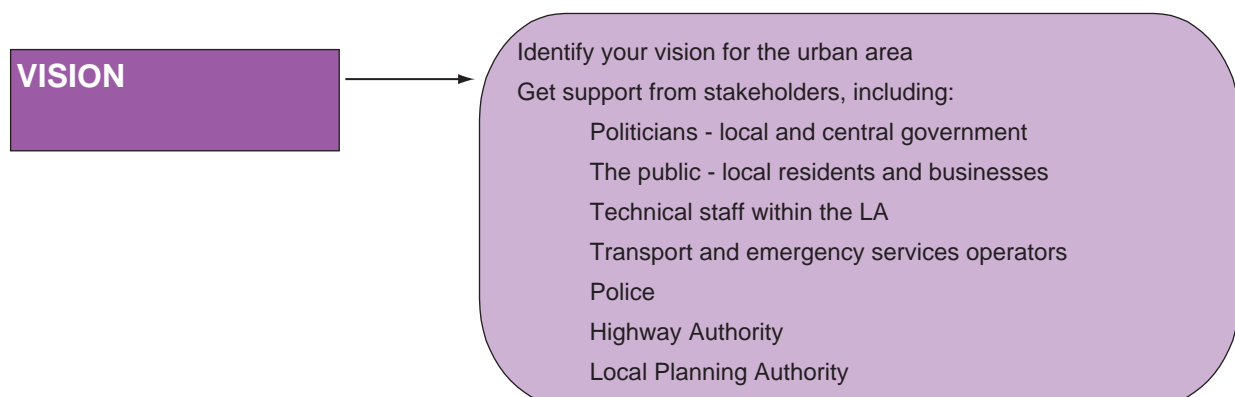 VISION
Identify your vision for the urban area
Get support from stakeholders, including:
Politicians - local and central government
The public - local residents and businesses
Technical staff within the LA
Transport and emergency services operators
Police
Highway Authority
Local Planning Authority